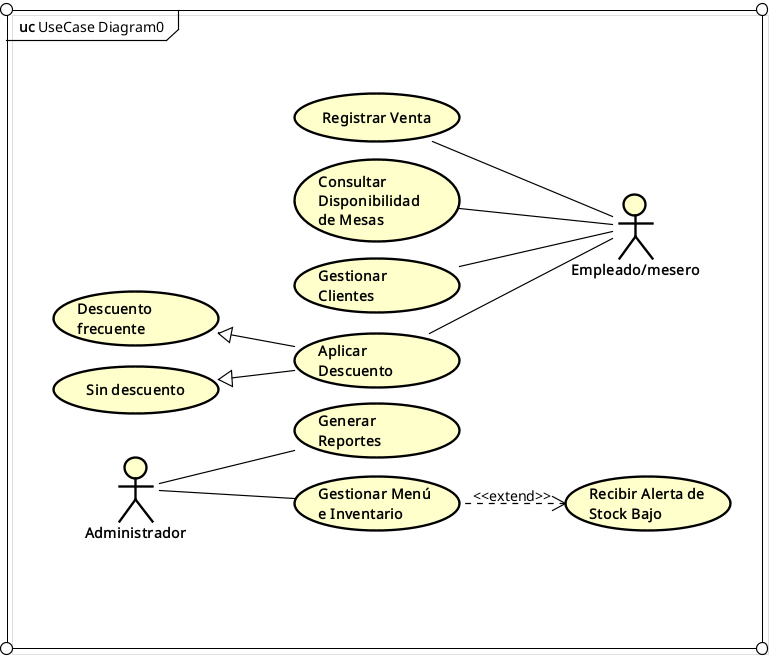 uc UseCase Diagram0
Registrar Venta
Consultar
Disponibilidad
de Mesas
Empleado/mesero
Gestionar
Clientes
Descuento
frecuente
Aplicar
Descuento
Sin descuento
Generar
Reportes
Administrador
Gestionar Menú
e Inventario
<<extend>>
Recibir Alerta de
Stock Bajo